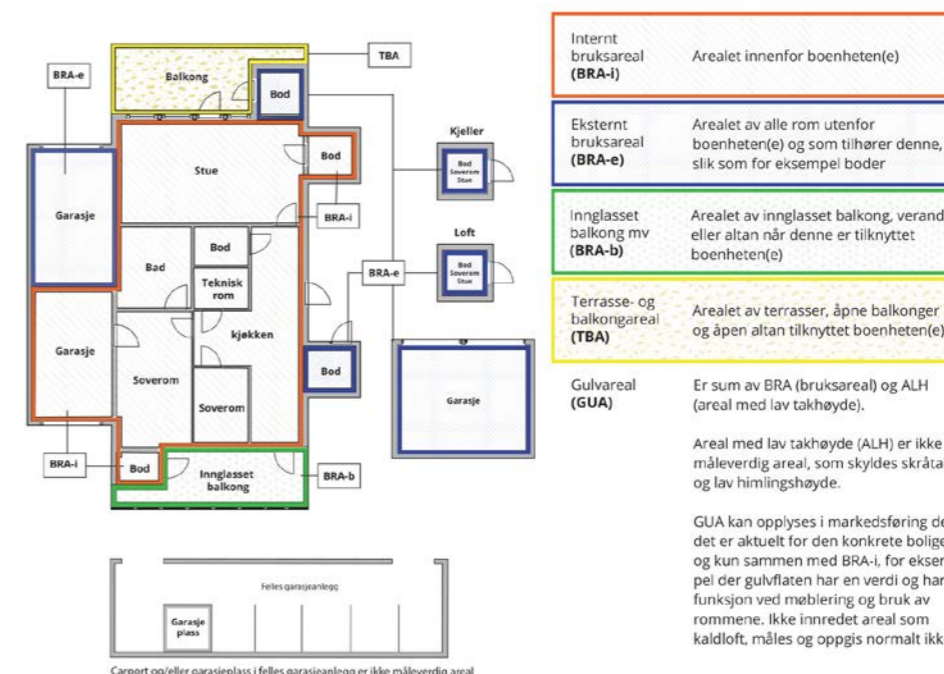 TBA
BRA-e
Balkong
Bod
Kjeller
Bod
Soverom
Stue
Stue
Bod
BRA-i
Garasje
Loft
Bod
Soverom
Stue
Bad
Bod
Teknisk
rom
BRA-e
kjøkken
Garasje
Bod
Soverom
Soverom
Garasje
BRA-i
Bod
Innglasset
balkong
BRA-b
Felles garasjeanlegg
Garasje
plass
Carport og/eller garasjeplass i felles garasjeanlegg er ikke måleverdig areal
Internt
bruksareal
(BRA-i)
Arealet innenfor boenheten(e)
Eksternt
bruksareal
(BRA-e)
Arealet av alle rom utenfor
boenheten(e) og som tilhører denne,
slik som for eksempel boder
Innglasset
balkong mv
(BRA-b)
Arealet av innglasset balkong, verand
eller altan når denne er tilknyttet
boenheten(e)
Terrasse- og
balkongareal
(TBA)
Arealet av terrasser, åpne balkonger
og åpen altan tilknyttet boenheten(e)
Gulvareal
(GUA)
Er sum av BRA (bruksareal) og ALH
(areal med lav takhøyde).
Areal med lav takhøyde (ALH) er ikke
måleverdig areal, som skyldes skråta
og lav himlingshøyde.
GUA kan opplyses i markedsføring de
det er aktuelt for den konkrete bolige
og kun sammen med BRA-i, for ekser
pel der gulvflaten har en verdi og har
funksjon ved møblering og bruk av
rommene. Ikke innredet areal som
kaldloft, måles og oppgis normalt ikk